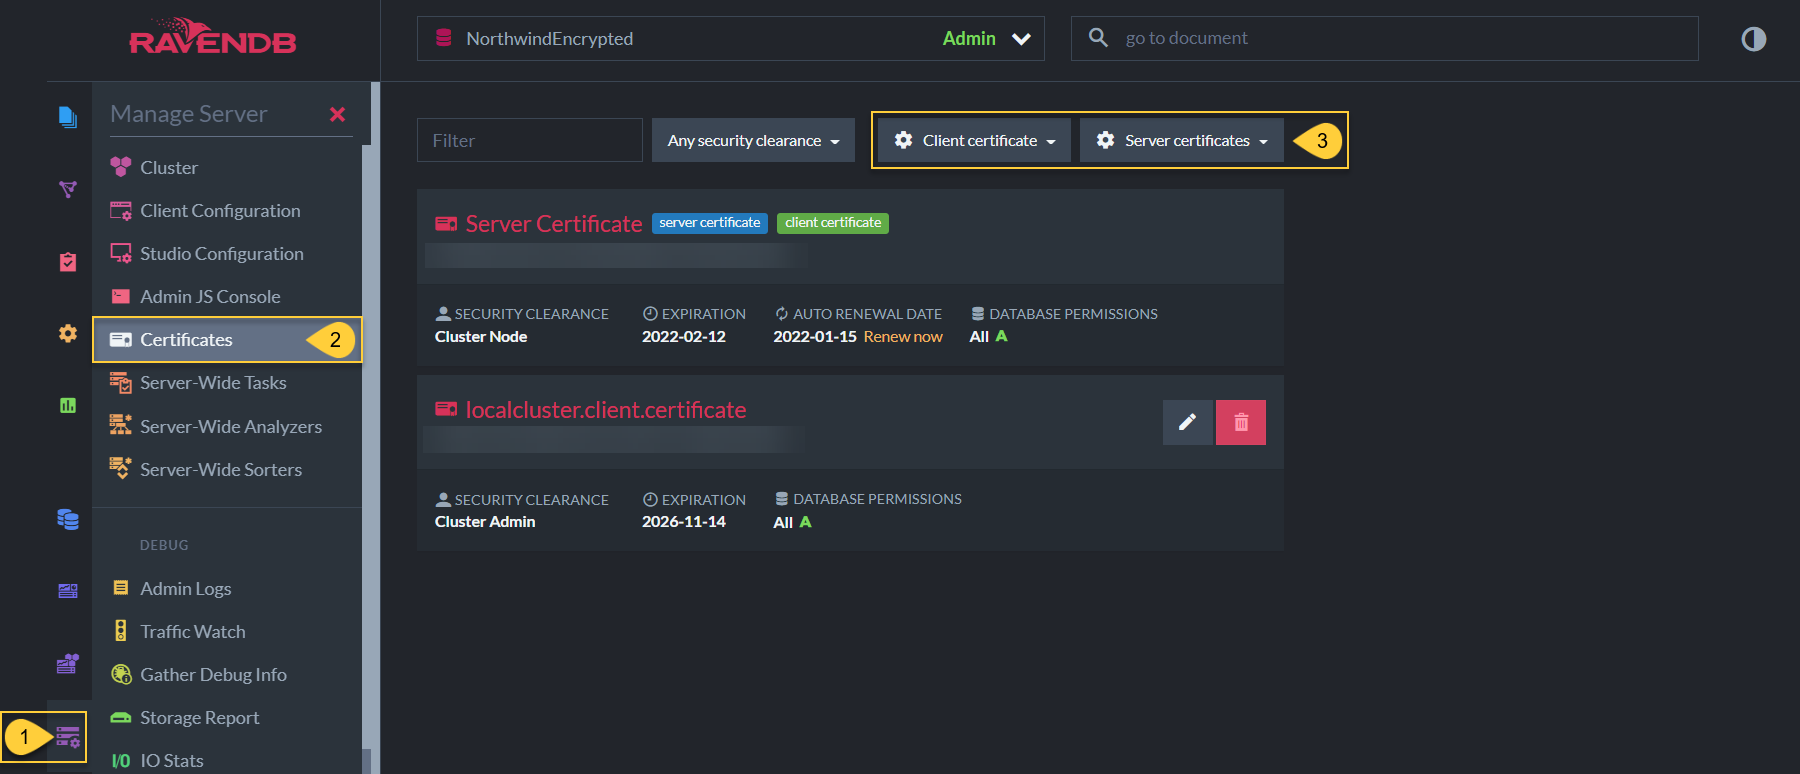 RAVENDB
NorthwindEncrypted Admin
go to document
Manage Server
Cluster
Client Configuration
Studio Configuration
Admin JS Console
Certificates 2
Server-Wide Tasks
Server-Wide Analyzers
Server-Wide Sorters
DEBUG
Admin Logs
Traffic Watch
Gather Debug Info
Storage Report
I/O IO Stats
1
Filter
Any security clearance
Client certificate
Server certificates
3
Server Certificate server certificate client certificate
SECURITY CLEARANCE EXPIRATION AUTO RENEWAL DATE DATABASE PERMISSIONS
Cluster Node 2022-02-12 2022-01-15 Renew now All A
localcluster.client.certificate
SECURITY CLEARANCE EXPIRATION DATABASE PERMISSIONS
Cluster Admin 2026-11-14 All A